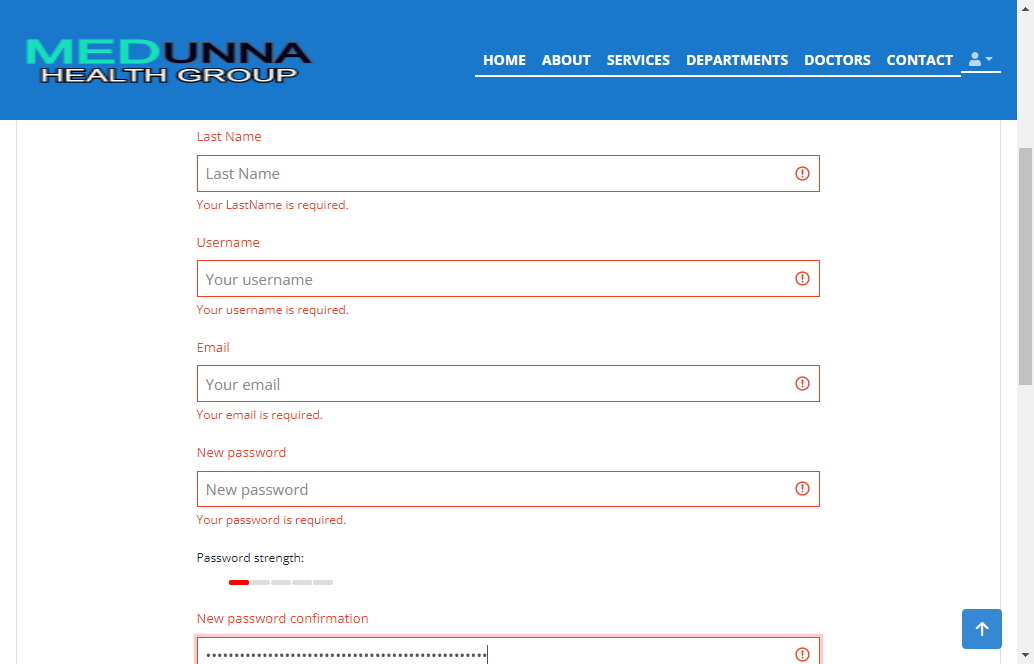 MEDUNNA
HEALTH GROUP
HOME ABOUT SERVICES DEPARTMENTS DOCTORS CONTACT
Last Name
Last Name
Your LastName is required.
Username
Your username
Your username is required.
Email
Your email
Your email is required.
New password
New password
Your password is required.
Password strength:
New password confirmation